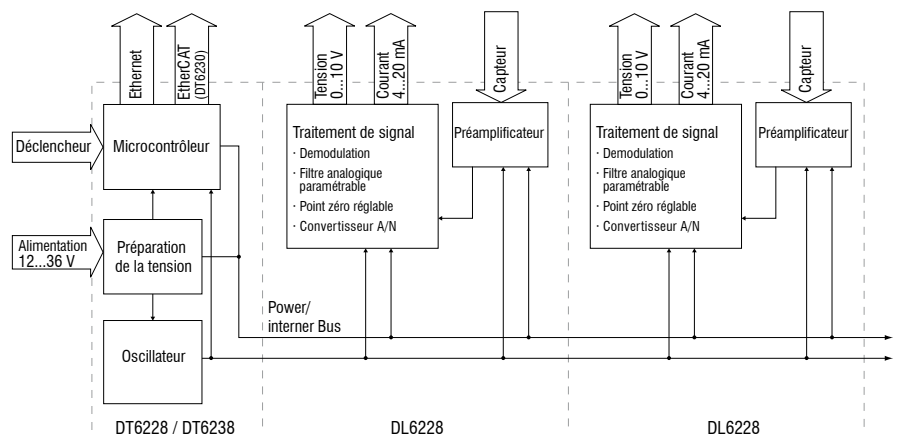 Ethernet
EtherCAT
(DT6230)
Tension
0...10 V
Courant
4...20 mA
Capteur
Tension
0...10 V
Courant
4...20 mA
Capteur
Déclencheur
Microcontrôleur
Traitement de signal
· Demodulation
· Filtre analogique
paramétrable
· Point zéro réglable
· Convertisseur A/N
Préamplificateur
Traitement de signal
· Demodulation
· Filtre analogique
paramétrable
· Point zéro réglable
· Convertisseur A/N
Préamplificateur
Alimentation
12...36 V
Préparation
de la tension
Power/
interner Bus
Oscillateur
DT6228 / DT6238
DL6228
DL6228